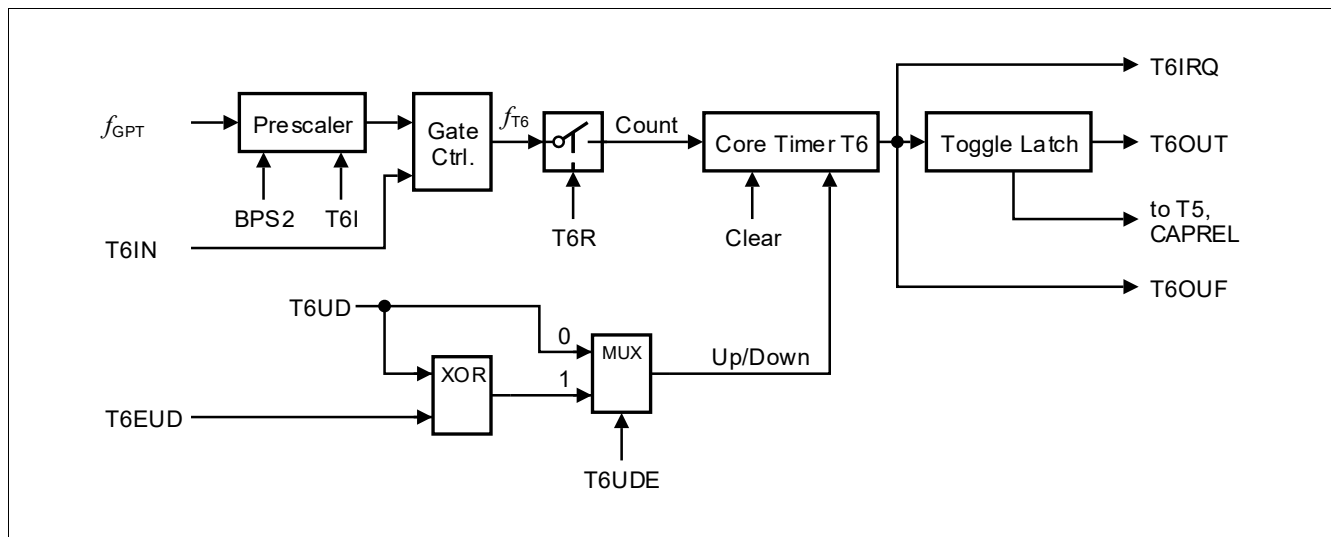 T6IRQ
fGPT
Prescaler
Gate
Ctrl.
fT6
Count
Core Timer T6
Toggle Latch
T6OUT
BPS2
T6I
T6IN
T6R
Clear
to T5,
CAPREL
T6OUF
T6UD
0
MUX
Up/Down
XOR
1
T6EUD
T6UDE